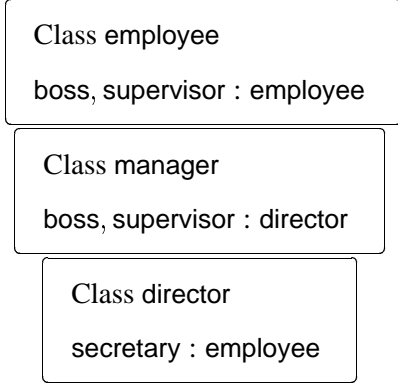 Class employee
boss, supervisor : employee
Class manager
boss, supervisor : director
Class director
secretary : employee